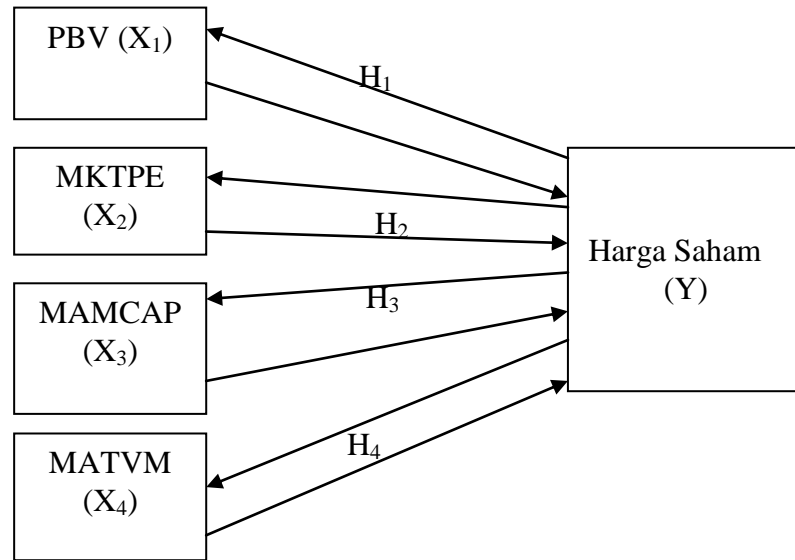 PBV (X₁)
H₁
MKTPE
(X₂)
H₂
Harga Saham
(Y)
MAMCAP
(X₃)
H₃
MATVM
(X₄)
H₄